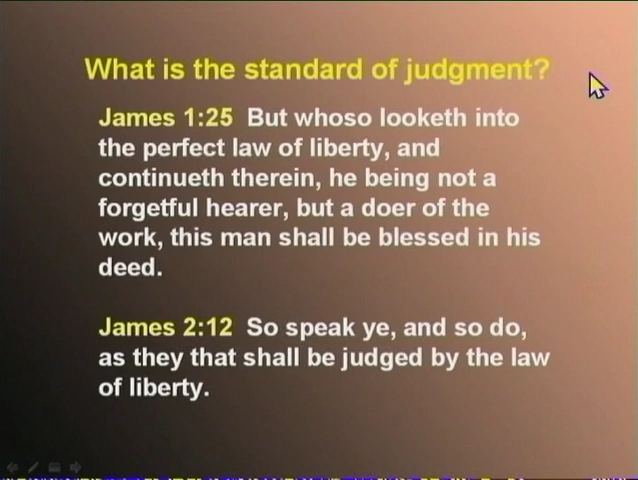 What is the standard of judgment?
James 1:25 But whoso looketh into
the perfect law of liberty, and
continueth therein, he being not a
forgetful hearer, but a doer of the
work, this man shall be blessed in his
deed.
James 2:12 So speak ye, and so do,
as they that shall be judged by the law
of liberty.